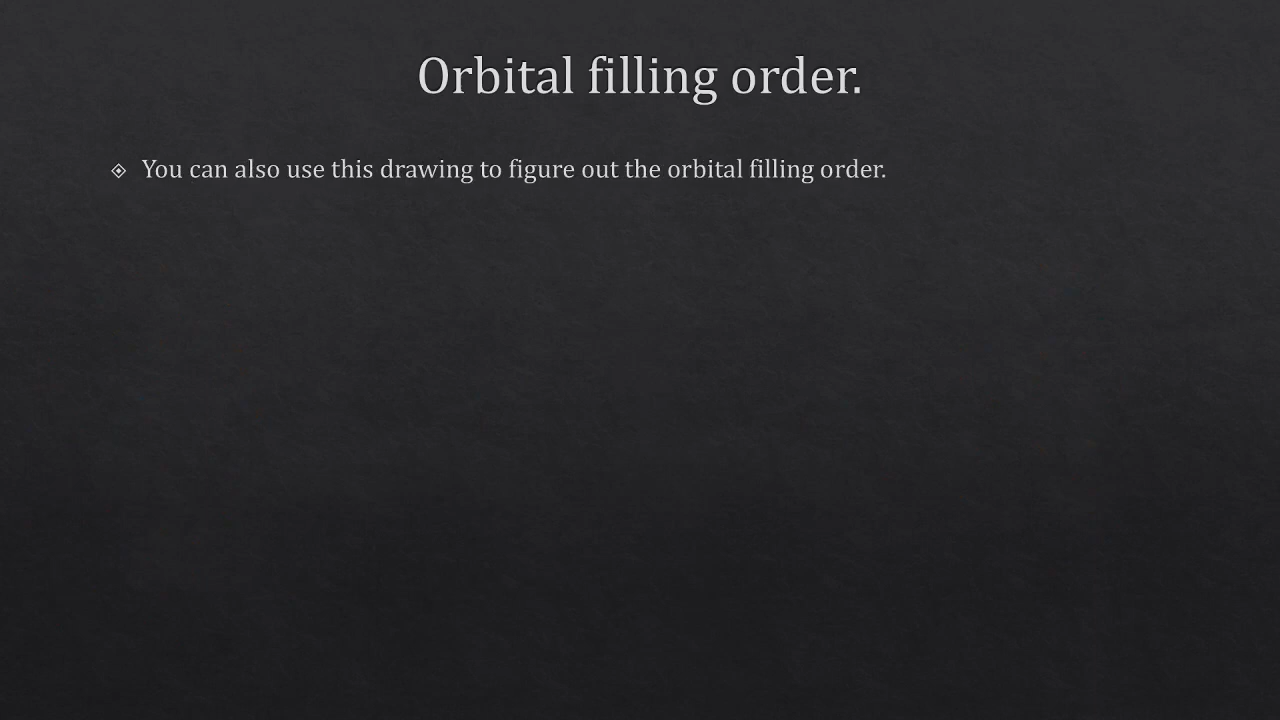 Orbital filling order.
You can also use this drawing to figure out the orbital filling order.